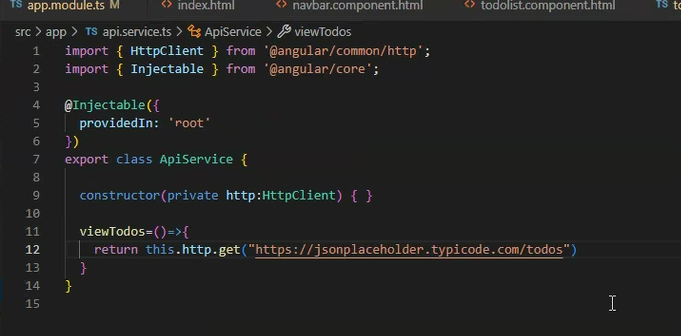 TS app.module.ts M <> index.html <> navbar.component.html <> todolist.component.html TS
src > app > TS api.service.ts > ApiService > viewTodos
1 import { HttpClient } from '@angular/common/http';
2 import { Injectable } from '@angular/core';
3
4 @Injectable({
5 providedIn: 'root'
6 })
7 export class ApiService {
8
9 constructor(private http:HttpClient) { }
10
11 viewTodos=()=>{
12 return this.http.get("https://jsonplaceholder.typicode.com/todos")
13 }
14 }
15